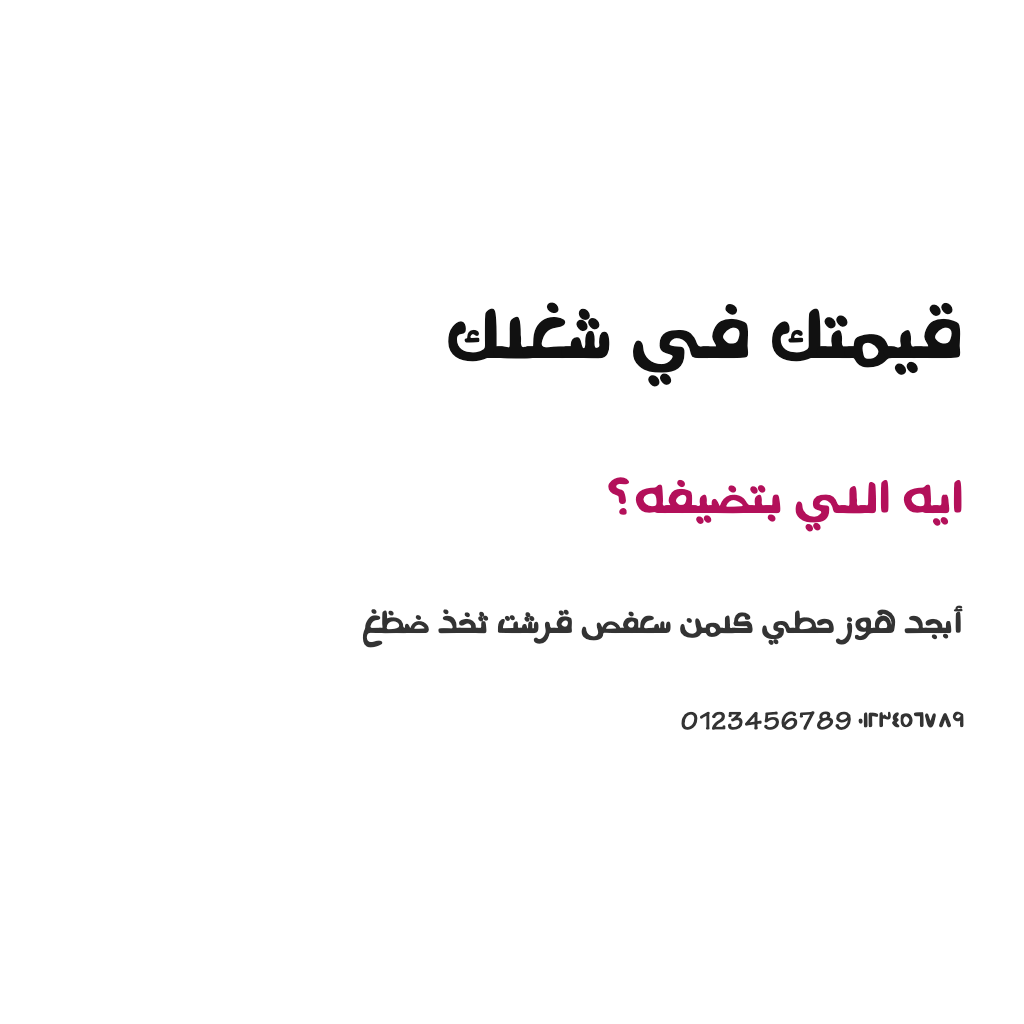 قيمتك في شغلك
ايه اللي بتضيفه؟
أبجد هوز حطي كلمن سعفص قرشت ثخذ ضظغ
٠١٢٣٤٥٦٧٨٩ 0123456789